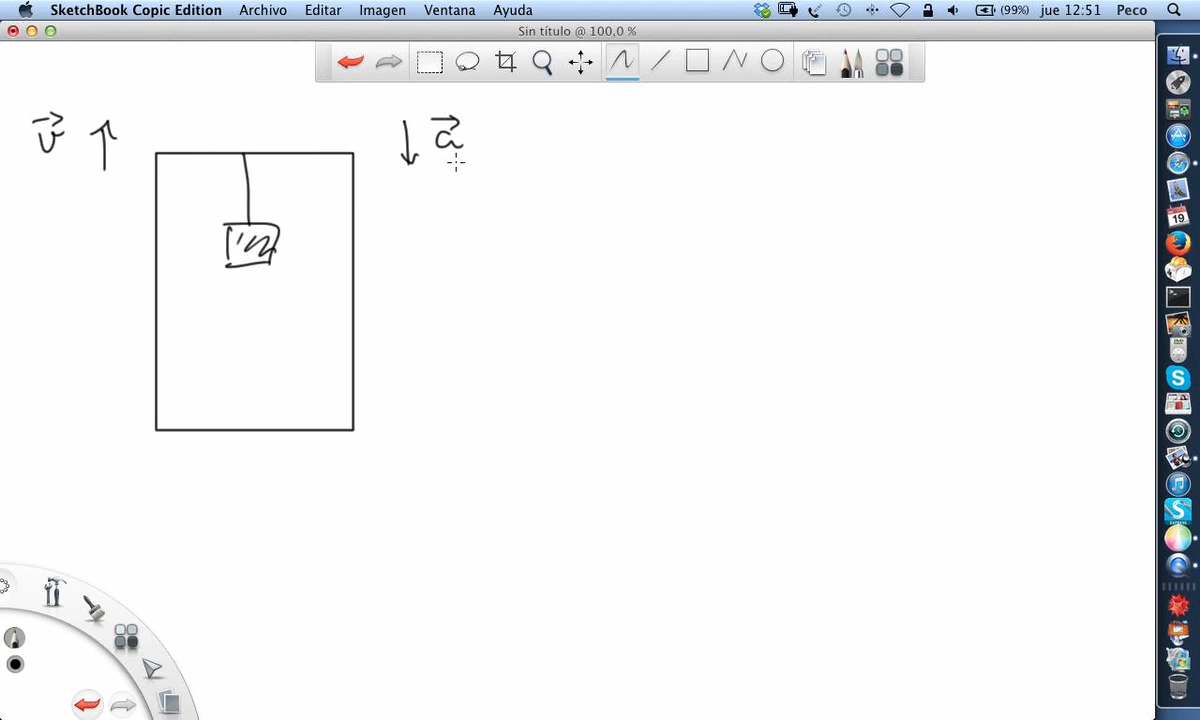 SketchBook Copic Edition Archivo Editar Imagen Ventana Ayuda (99%) jue 12:51 Peco
Sin título @ 100,0 %
v a
19